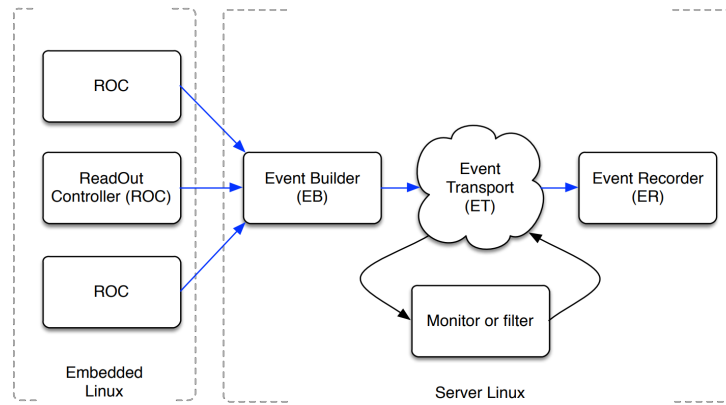 ROC
ReadOut
Controller (ROC)
ROC
Embedded
Linux
Event Builder
(EB)
Event
Transport
(ET)
Event Recorder
(ER)
Monitor or filter
Server Linux